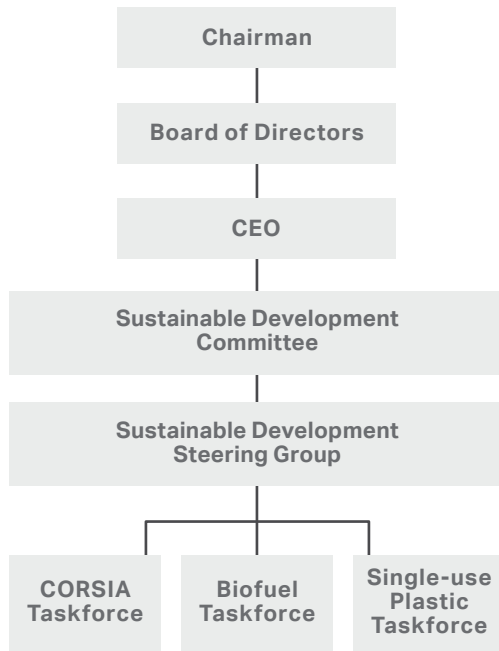 Chairman
Board of Directors
CEO
Sustainable Development
Committee
Sustainable Development
Steering Group
CORSIA
Taskforce
Biofuel
Taskforce
Single-use
Plastic
Taskforce